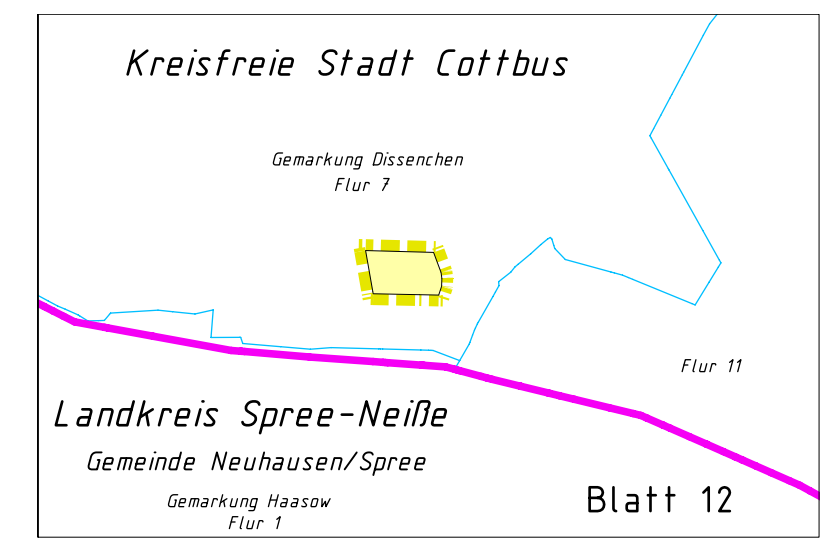 Kreisfreie Stadt Cottbus
Gemarkung Dissenchen
Flur 7
Flur 11
Landkreis Spree-Neiße
Gemeinde Neuhausen/Spree
Gemarkung Haasow
Flur 1
Blatt 12